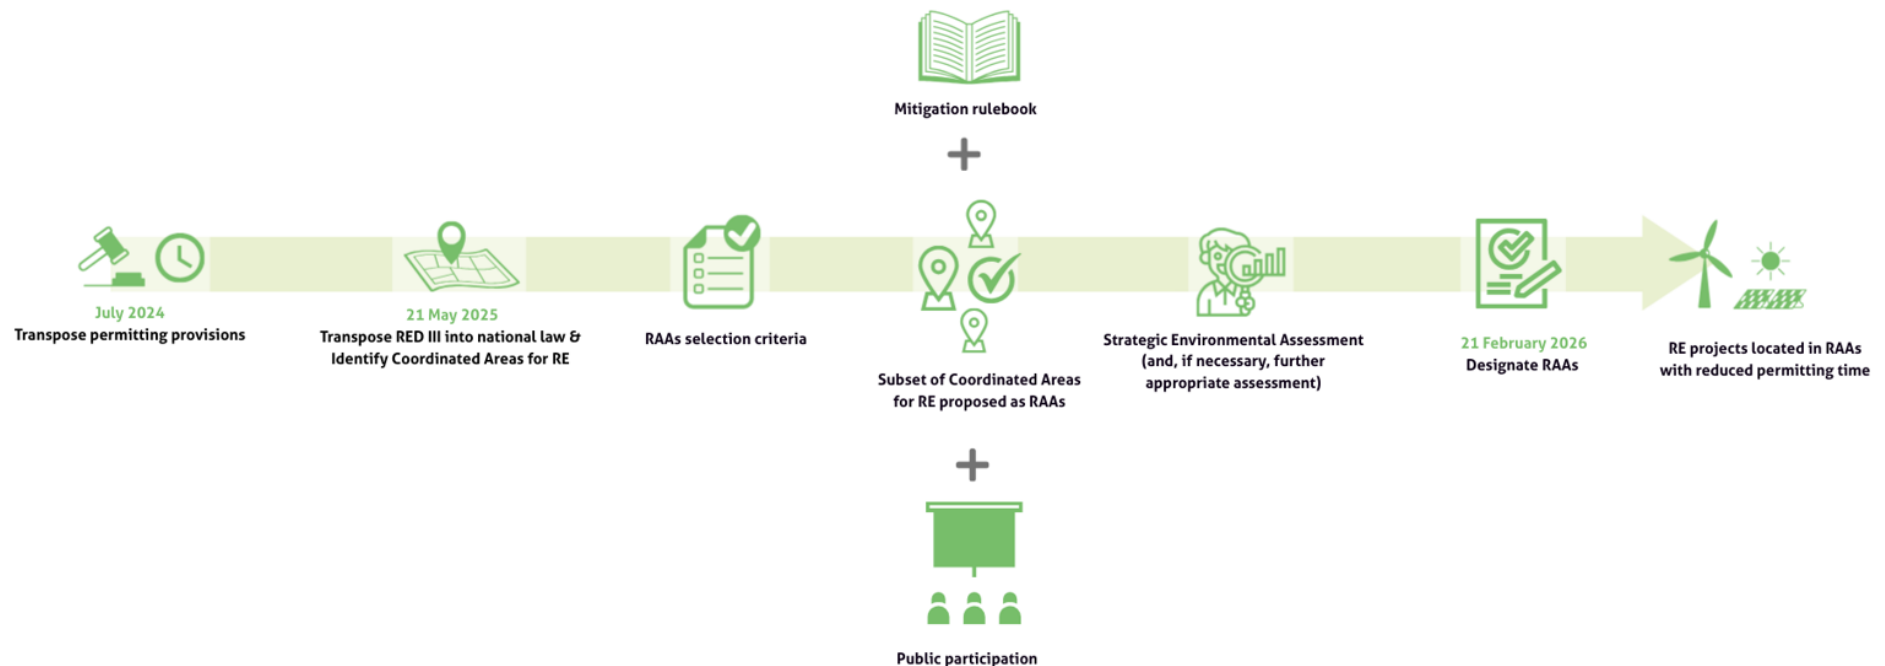 Mitigation rulebook
July 2024
Transpose permitting provisions
21 May 2025
Transpose RED III into national law &
Identify Coordinated Areas for RE
RAAs selection criteria
Subset of Coordinated Areas
for RE proposed as RAAs
Strategic Environmental Assessment
(and, if necessary, further
appropriate assessment)
21 February 2026
Designate RAAs
RE projects located in RAAs
with reduced permitting time
Public participation